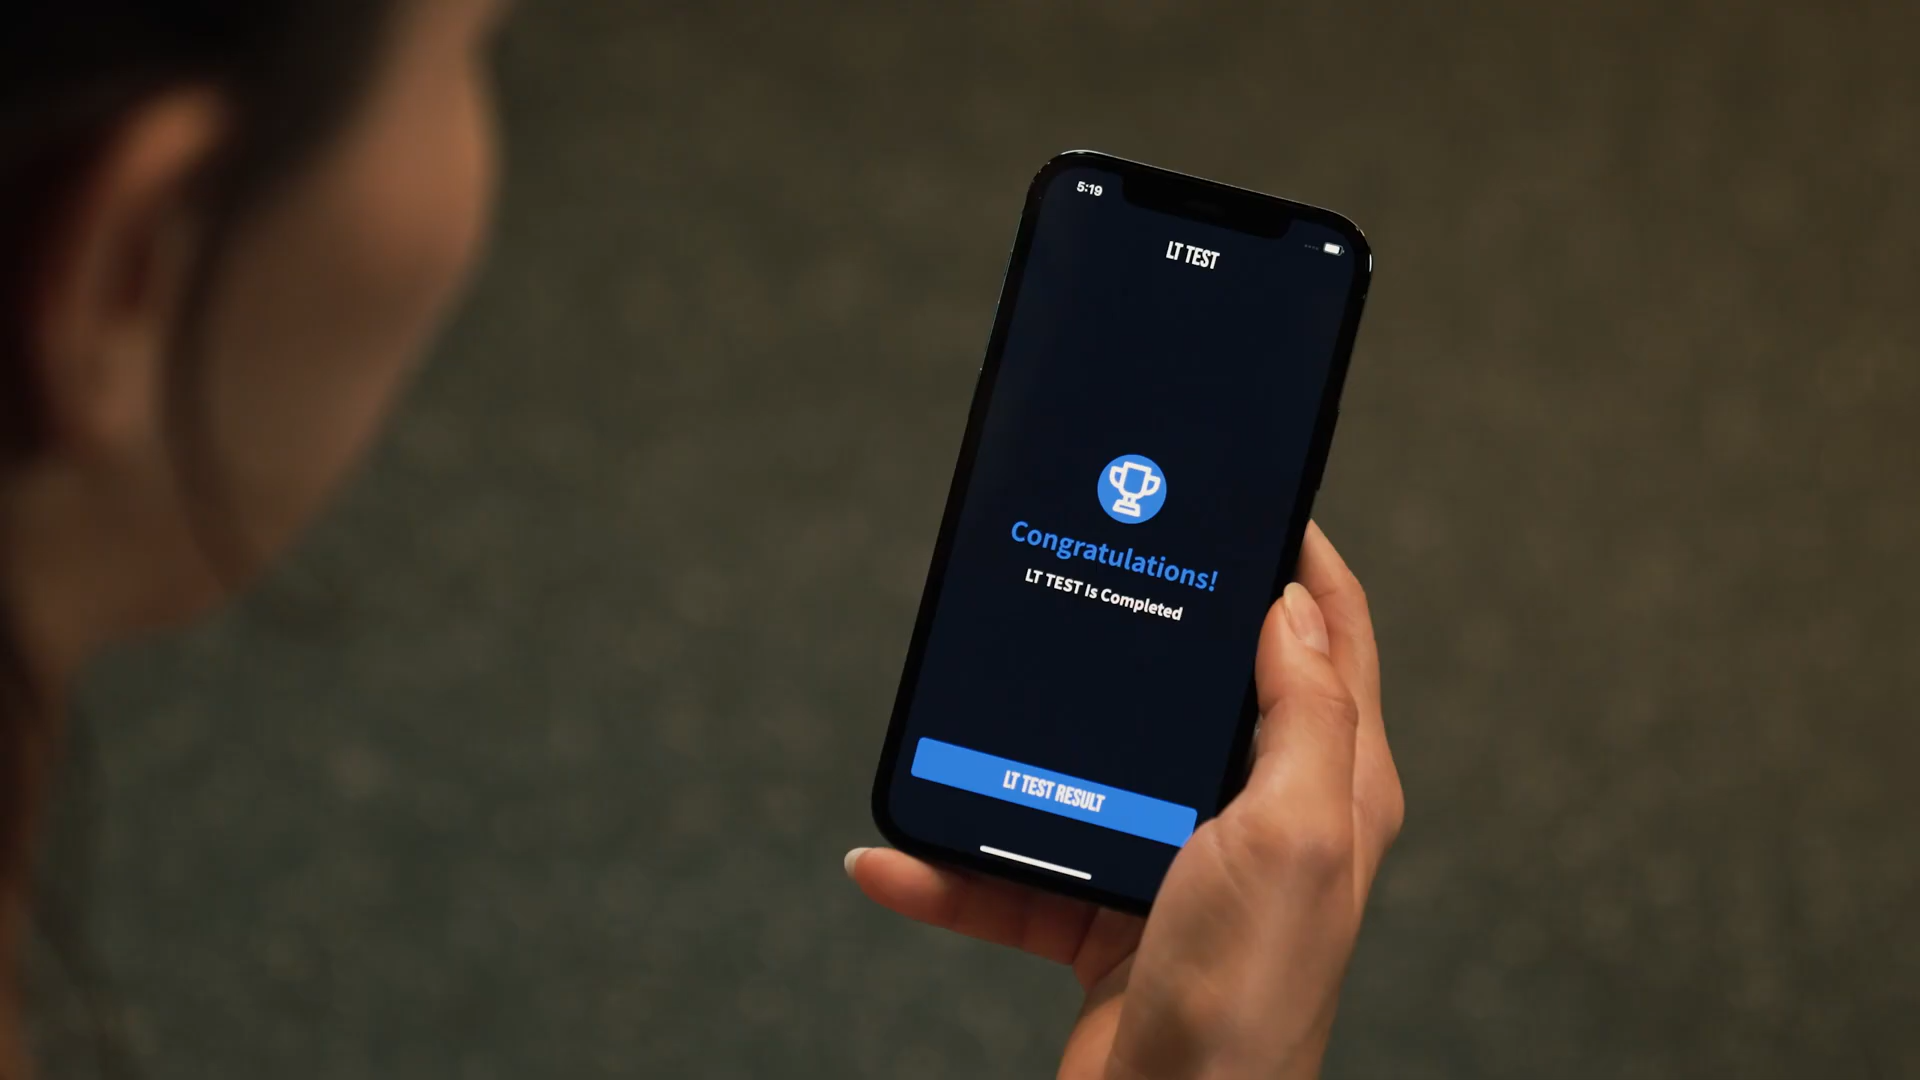 5:19
LT TEST
Congratulations!
LT TEST Is Completed
LT TEST RESULT